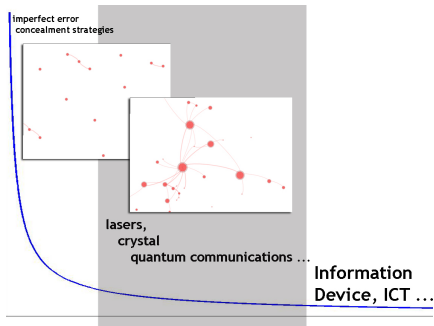 imperfect error
concealment strategies
lasers,
crystal
quantum communications ...
Information
Device, ICT ...